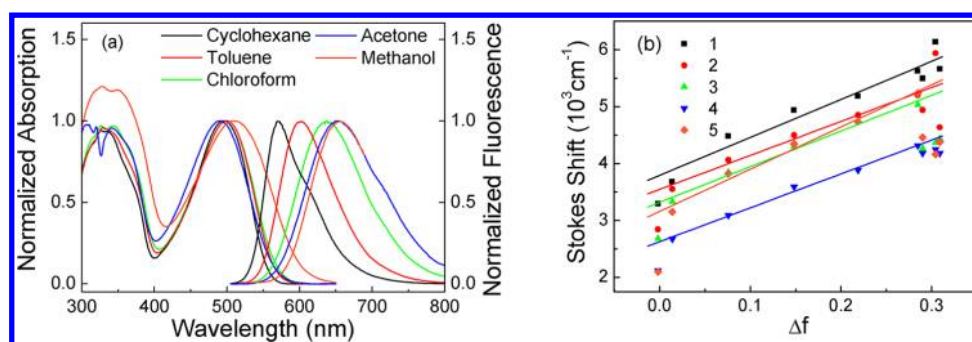 (a)
Cyclohexane
Toluene
Chloroform
Acetone
Methanol
Normalized Absorption
1.5
1.0
0.5
0.0
300 400 500 600 700 800
Wavelength (nm)
1.5
1.0
0.5
0.0
Normalized Fluorescence
(b)
1
2
3
4
5
Stokes Shift (10³cm⁻¹)
6
5
4
3
2
0.0 0.1 0.2 0.3
Δf